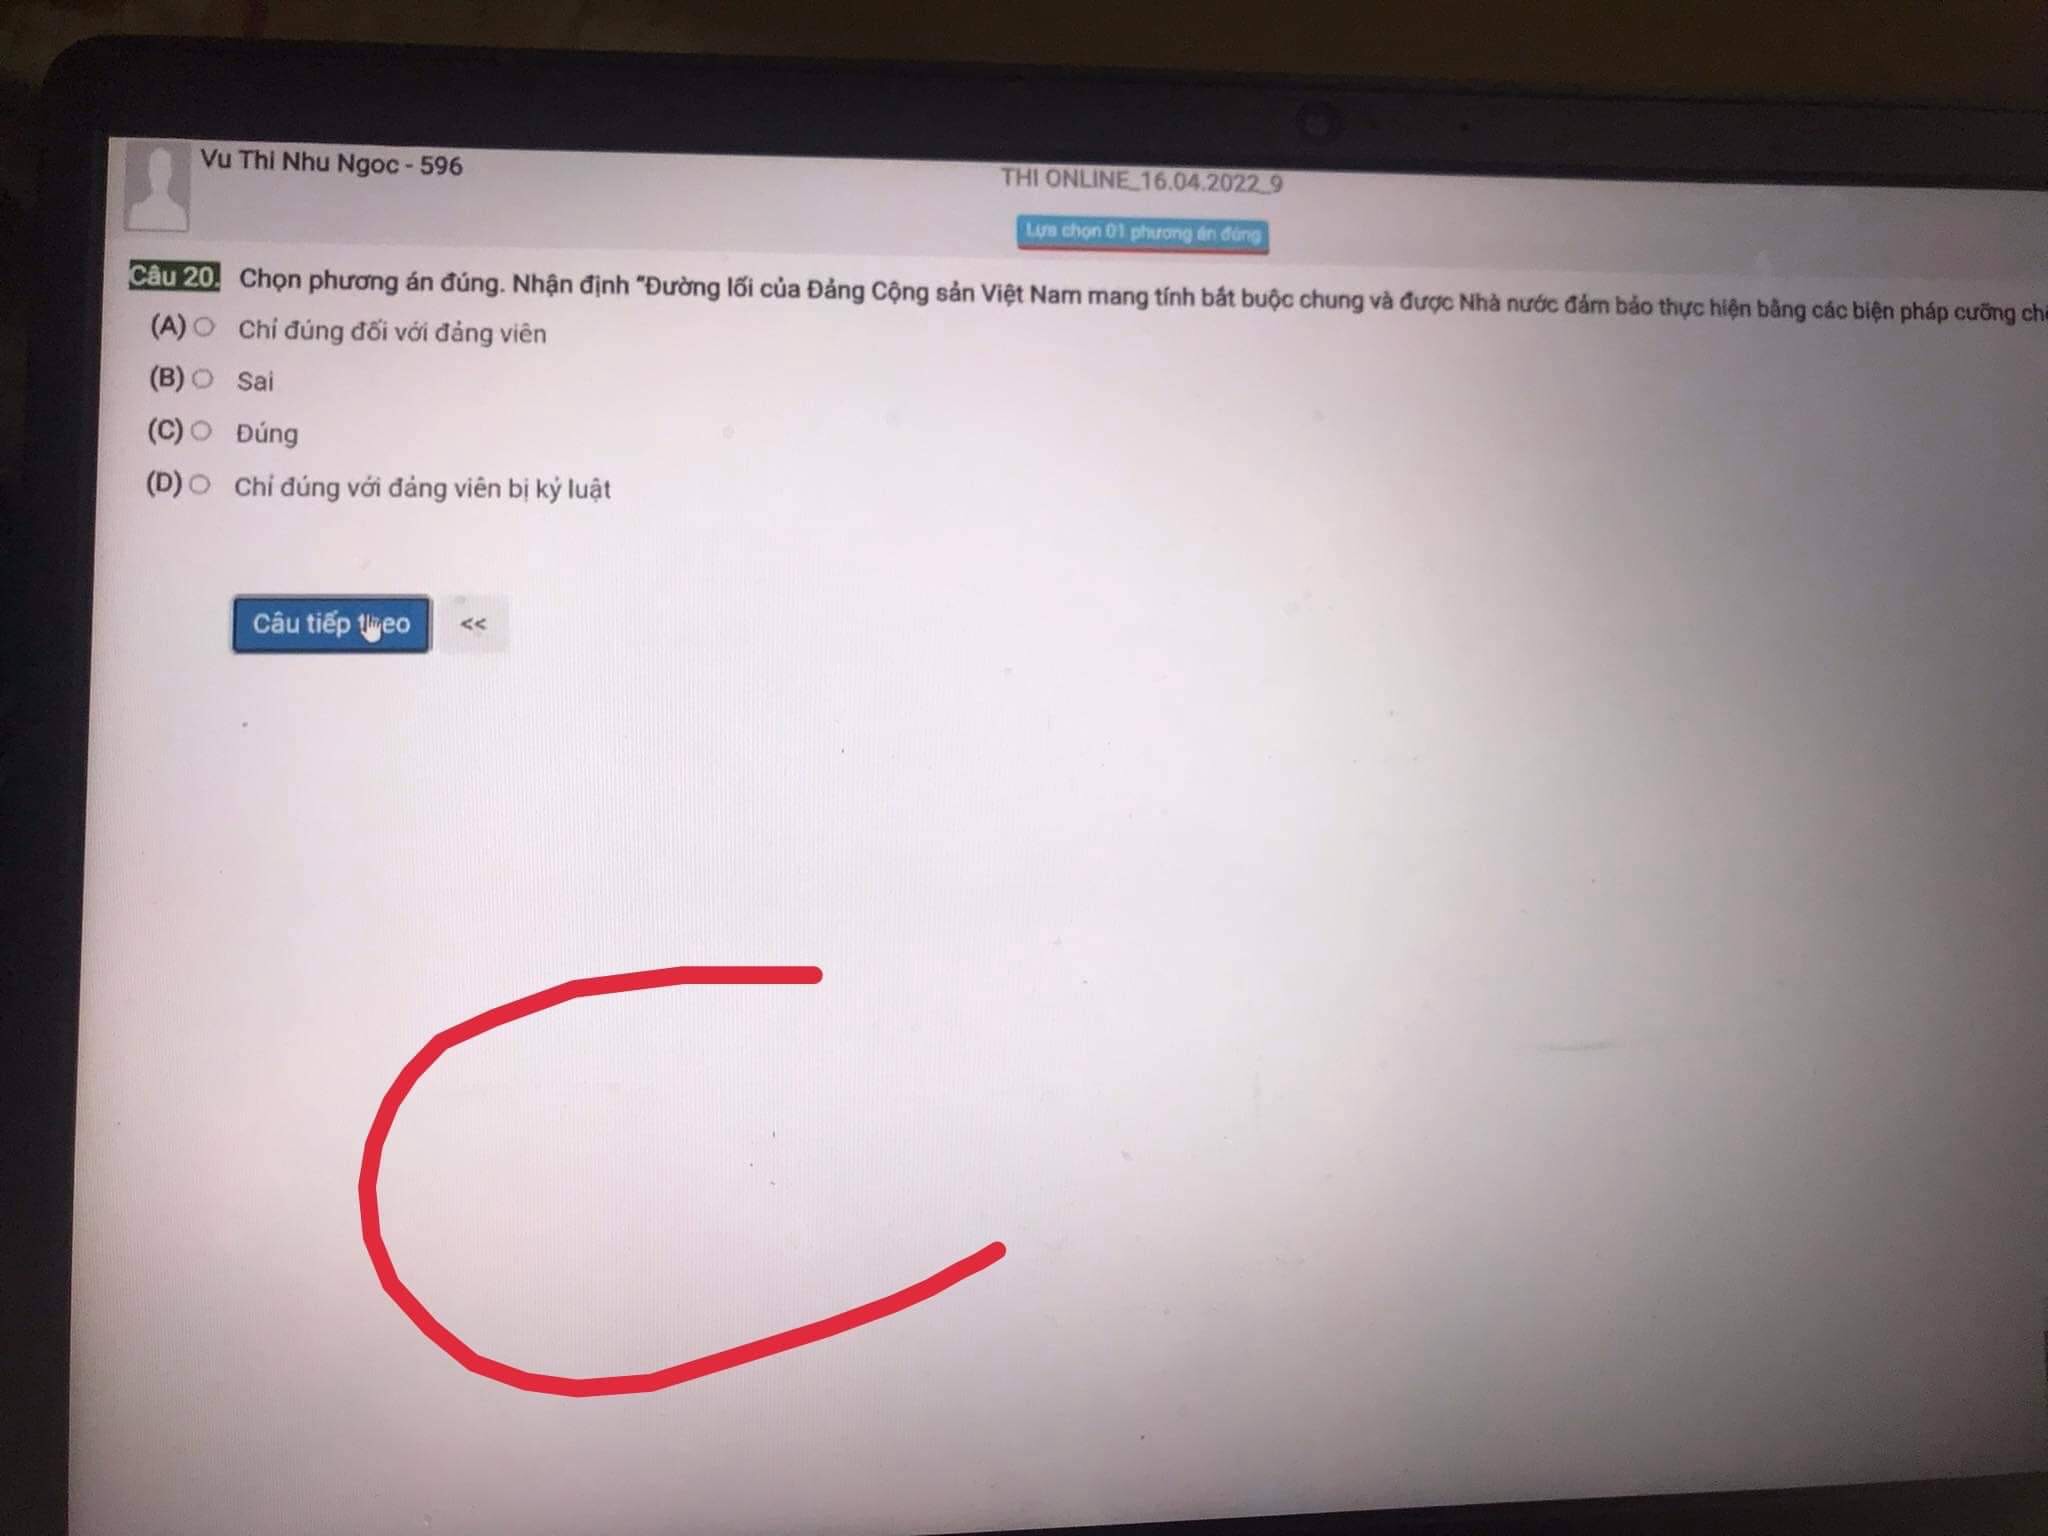 Vu Thi Nhu Ngoc - 596
THI ONLINE_16.04.2022_9
Lựa chọn 01 phương án đúng
Câu 20. Chọn phương án đúng. Nhận định "Đường lối của Đảng Cộng sản Việt Nam mang tính bắt buộc chung và được Nhà nước đảm bảo thực hiện bằng các biện pháp cưỡng
(A) Chỉ đúng đối với đảng viên
(B) Sai
(C) Đúng
(D) Chỉ đúng với đảng viên bị kỷ luật
Câu tiếp theo <<